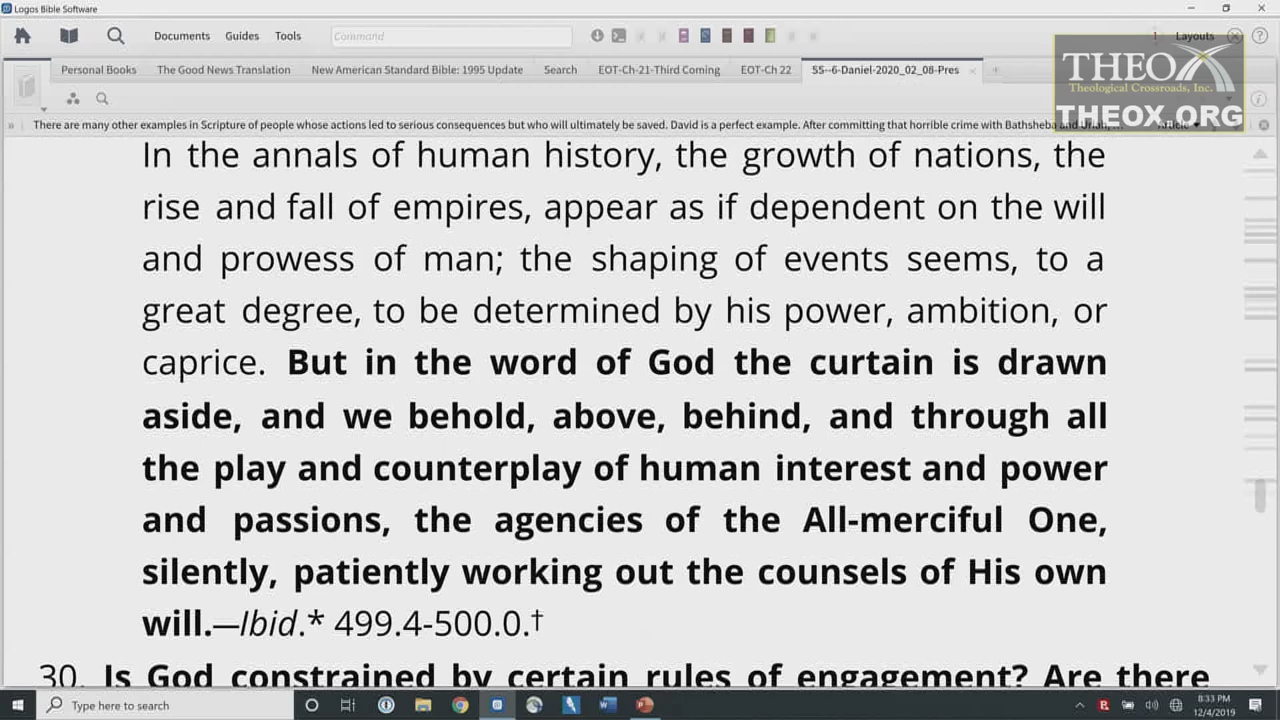 Logos Bible Software
Documents Guides Tools Command Layouts
THEOX
Theological Crossroads, Inc.
THEOX.ORG
Personal Books The Good News Translation New American Standard Bible: 1995 Update Search EOT-Ch-21-Third Coming EOT-Ch 22 SS--6-Daniel-2020_02_08-Pres
There are many other examples in Scripture of people whose action led to serious consequences but who will ultimately be saved. David is a perfect example. After committing that horrible crime with Bathsheba and Uriah, ...
In the annals of human history, the growth of nations, the
rise and fall of empires, appear as if dependent on the will
and prowess of man; the shaping of events seems, to a
great degree, to be determined by his power, ambition, or
caprice. But in the word of God the curtain is drawn
aside, and we behold, above, behind, and through all
the play and counterplay of human interest and power
and passions, the agencies of the All-merciful One,
silently, patiently working out the counsels of His own
will.—Ibid.* 499.4-500.0.†
30. Is God constrained by certain rules of engagement? Are there
Type here to search
8:33 PM
12/4/2019